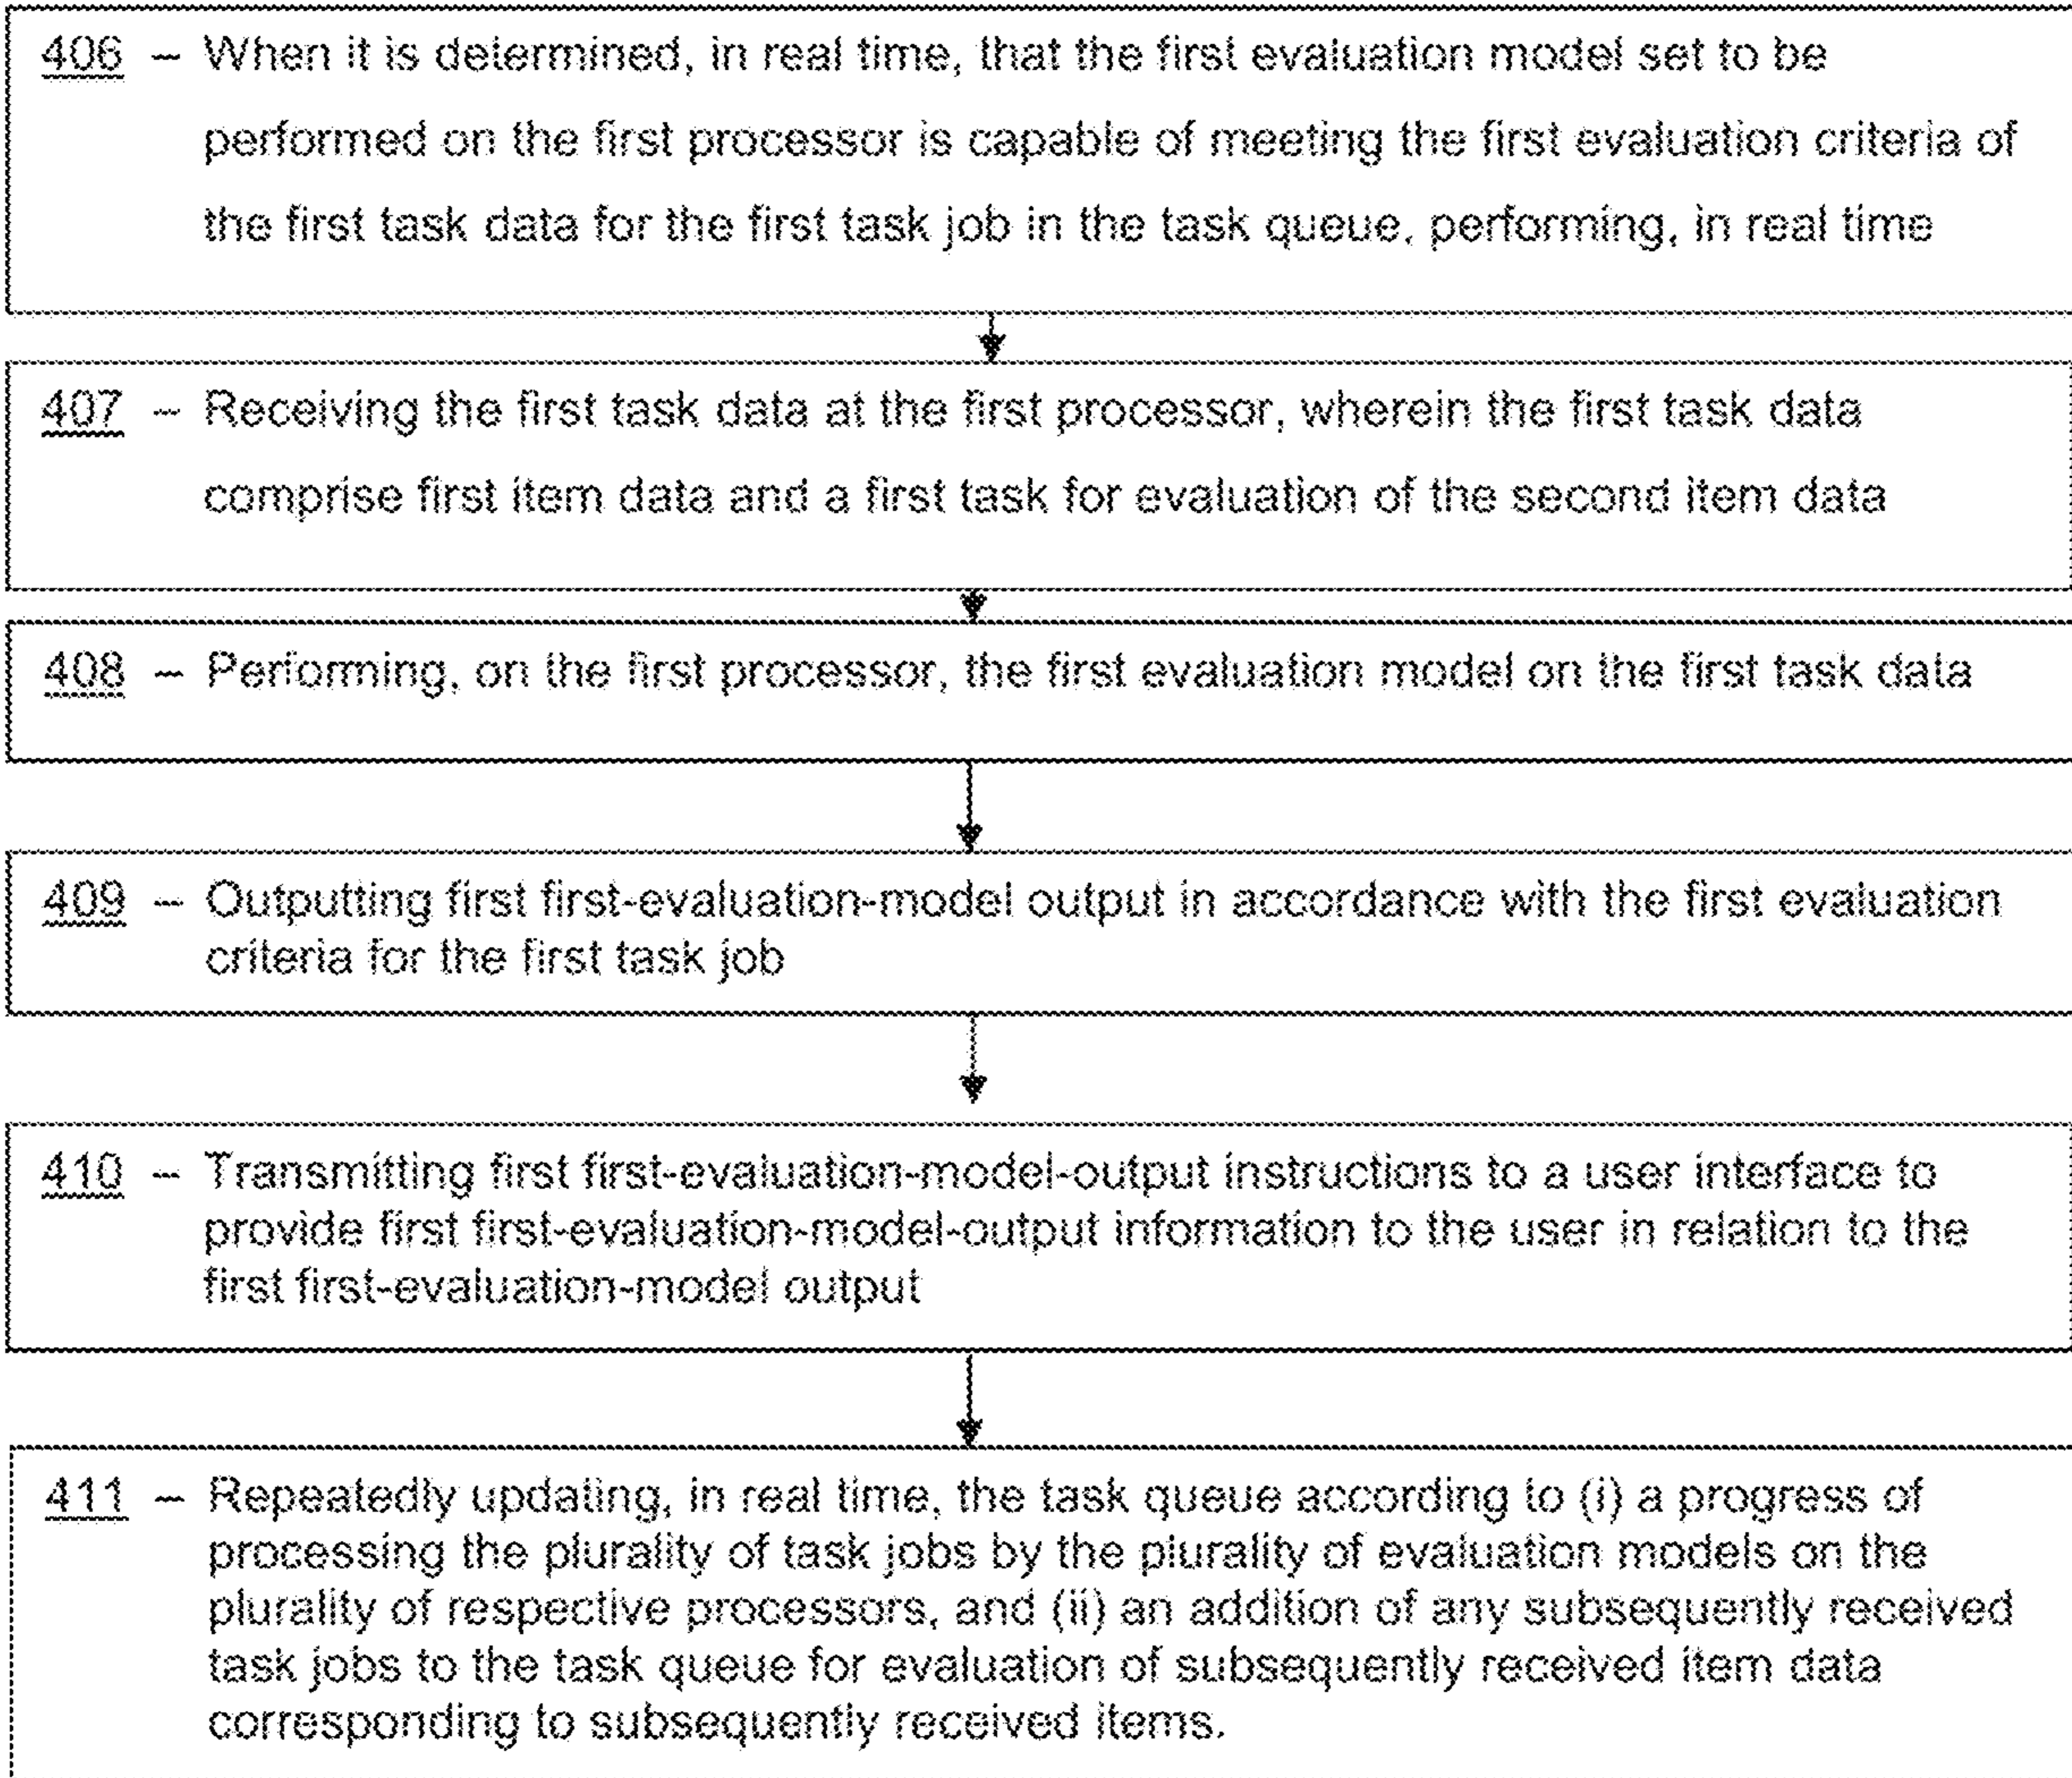 406 – When it is determined, in real time, that the first evaluation model set to be
performed on the first processor is capable of meeting the first evaluation criteria of
the first task data for the first task job in the task queue, performing, in real time
407 – Receiving the first task data at the first processor, wherein the first task data
comprise first item data and a first task for evaluation of the second item data
408 – Performing, on the first processor, the first evaluation model on the first task data
409 – Outputting first first-evaluation-model output in accordance with the first evaluation
criteria for the first task job
410 – Transmitting first first-evaluation-model-output instructions to a user interface to
provide first first-evaluation-model-output information to the user in relation to the
first first-evaluation-model output
411 – Repeatedly updating, in real time, the task queue according to (i) a progress of
processing the plurality of task jobs by the plurality of evaluation models on the
plurality of respective processors, and (ii) an addition of any subsequently received
task jobs to the task queue for evaluation of subsequently received item data
corresponding to subsequently received items.